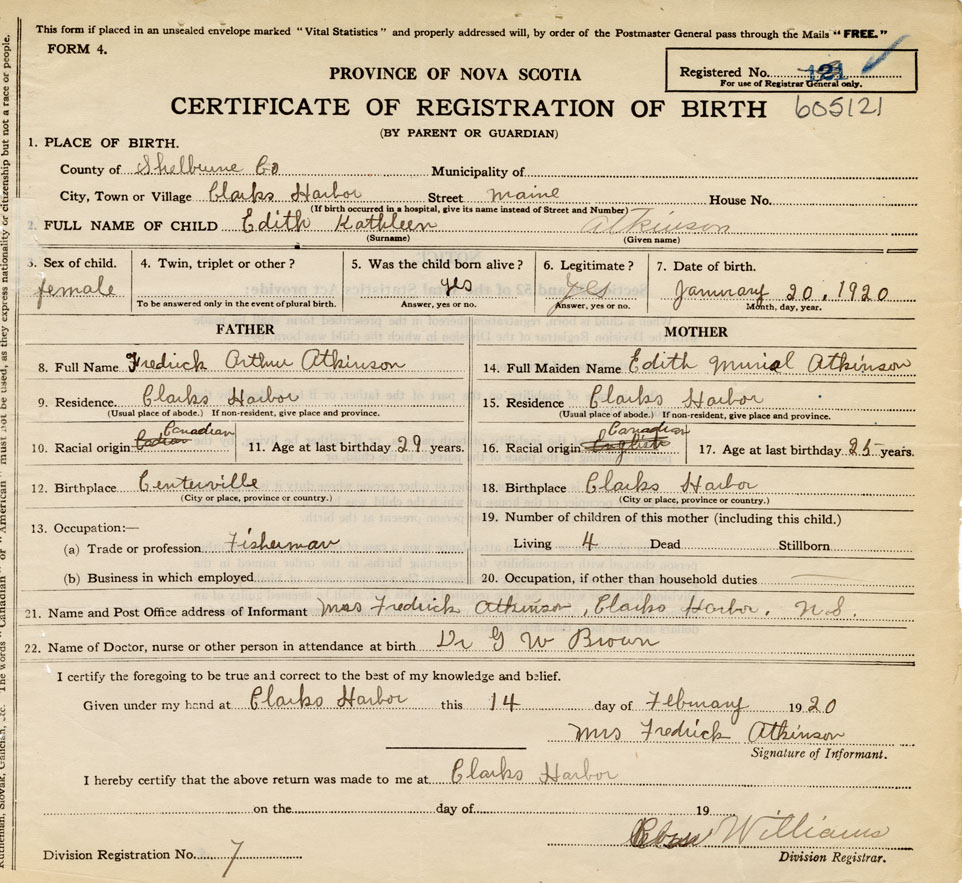 This form if placed in an unsealed envelope marked "Vital Statistics" and properly addressed will, by order of the Postmaster General pass through the Mails "FREE."
FORM 4.
Registered No. 121
For use of Registrar General only.
PROVINCE OF NOVA SCOTIA
CERTIFICATE OF REGISTRATION OF BIRTH 605121
(BY PARENT OR GUARDIAN)
1. PLACE OF BIRTH.
County of Shelburne Co Municipality of
City, Town or Village Clarks Harbor Street Maine House No.
(If birth occurred in a hospital, give its name instead of Street and Number)
2. FULL NAME OF CHILD Edith Kathleen Atkinson
(Surname) (Given name)
3. Sex of child. 4. Twin, triplet or other? 5. Was the child born alive? 6. Legitimate? 7. Date of birth.
female yes yes January 20, 1920
To be answered only in the event of plural birth. Answer, yes or no. Answer, yes or no. Month, day, year.
FATHER MOTHER
8. Full Name Fredrick Arthur Atkinson 14. Full Maiden Name Edith Murial Atkinson
9. Residence Clarks Harbor 15. Residence Clarks Harbor
(Usual place of abode.) If non-resident, give place and province. (Usual place of abode.) If non-resident, give place and province.
10. Racial origin Canadian 11. Age at last birthday 29 years. 16. Racial origin English Canadian 17. Age at last birthday 25 years.
12. Birthplace Centerville 18. Birthplace Clarks Harbor
(City or place, province or country.) (City or place, province or country.)
13. Occupation:— 19. Number of children of this mother (including this child.)
(a) Trade or profession Fisherman Living 4 Dead Stillborn
(b) Business in which employed 20. Occupation, if other than household duties
21. Name and Post Office address of Informant Mrs Fredrick Atkinson, Clarks Harbor, N.S.
22. Name of Doctor, nurse or other person in attendance at birth Dr G W Brown
I certify the foregoing to be true and correct to the best of my knowledge and belief.
Given under my hand at Clarks Harbor this 14 day of February 1920
Mrs Fredrick Atkinson
Signature of Informant.
I hereby certify that the above return was made to me at Clarks Harbor
on the day of 19
Williams
Division Registration No. 7 Division Registrar.